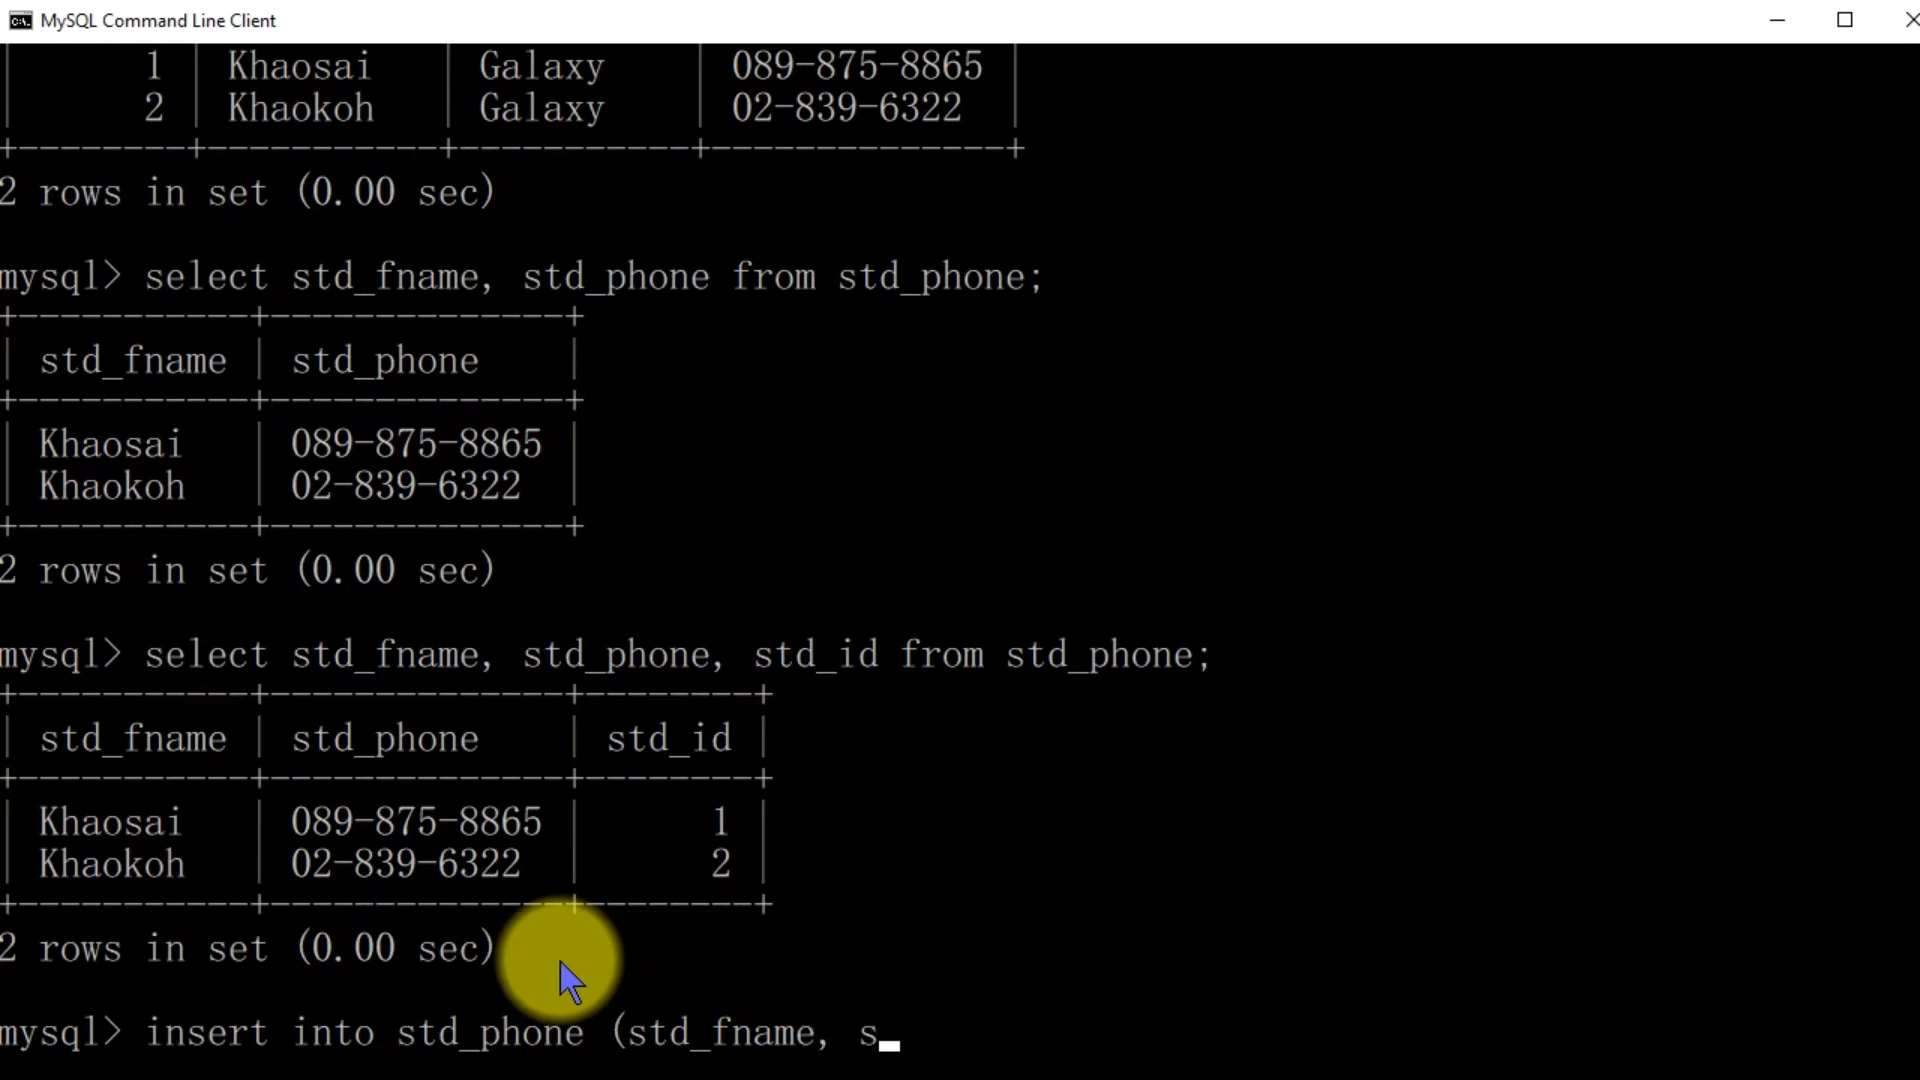 MySQL Command Line Client
| 1 | Khaosai | Galaxy | 089-875-8865 |
| 2 | Khaokoh | Galaxy | 02-839-6322 |
+--------+-----------+-----------+--------------+
2 rows in set (0.00 sec)
mysql> select std_fname, std_phone from std_phone;
+-----------+--------------+
| std_fname | std_phone |
+-----------+--------------+
| Khaosai | 089-875-8865 |
| Khaokoh | 02-839-6322 |
+-----------+--------------+
2 rows in set (0.00 sec)
mysql> select std_fname, std_phone, std_id from std_phone;
+-----------+--------------+--------+
| std_fname | std_phone | std_id |
+-----------+--------------+--------+
| Khaosai | 089-875-8865 | 1 |
| Khaokoh | 02-839-6322 | 2 |
+-----------+--------------+--------+
2 rows in set (0.00 sec)
mysql> insert into std_phone (std_fname, s